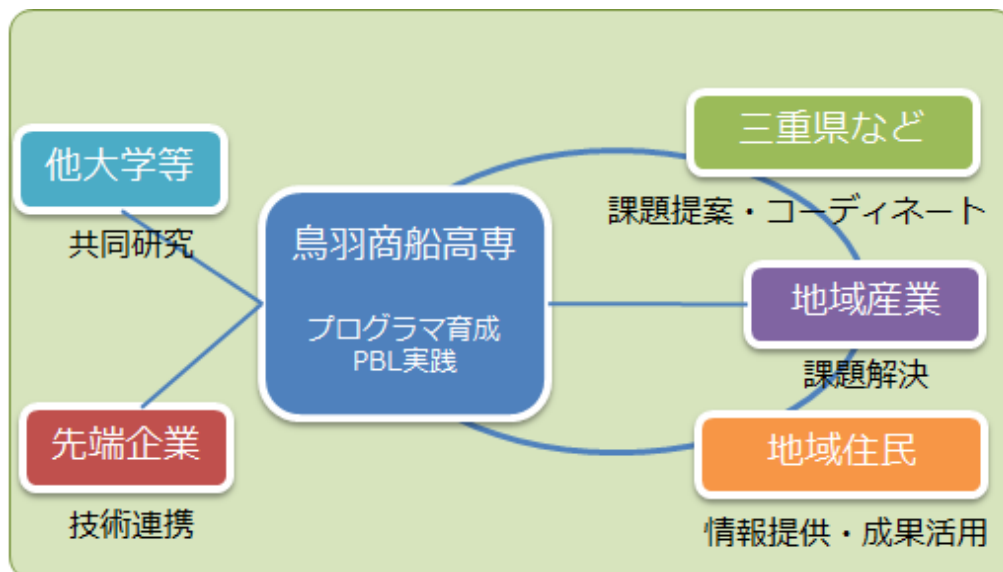 他大学等
共同研究
先端企業
技術連携
鳥羽商船高専
プログラマ育成
PBL実践
三重県など
課題提案・コーディネート
地域産業
課題解決
地域住民
情報提供・成果活用